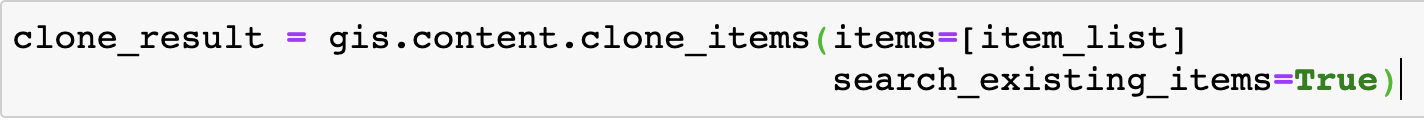 clone_result = gis.content.clone_items(items=[item_list]
search_existing_items=True)